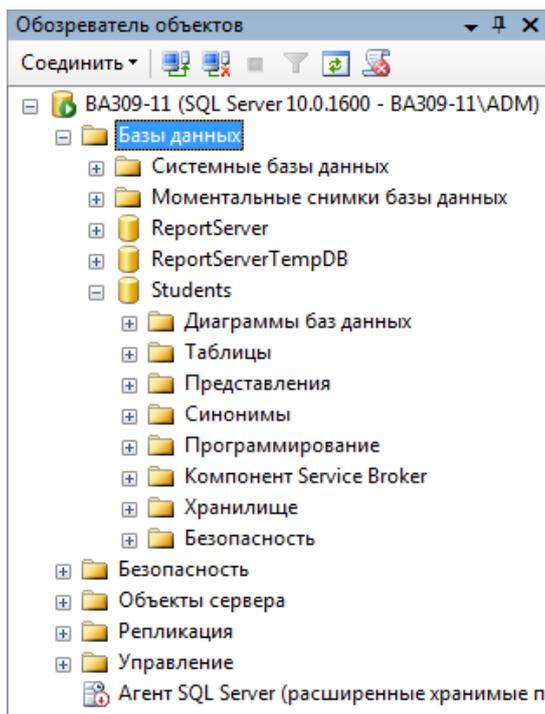 Обозреватель объектов
Соединить
BA309-11 (SQL Server 10.0.1600 - BA309-11\ADM)
Базы данных
Системные базы данных
Моментальные снимки базы данных
ReportServer
ReportServerTempDB
Students
Диаграммы баз данных
Таблицы
Представления
Синонимы
Программирование
Компонент Service Broker
Хранилище
Безопасность
Безопасность
Объекты сервера
Репликация
Управление
Агент SQL Server (расширенные хранимые п